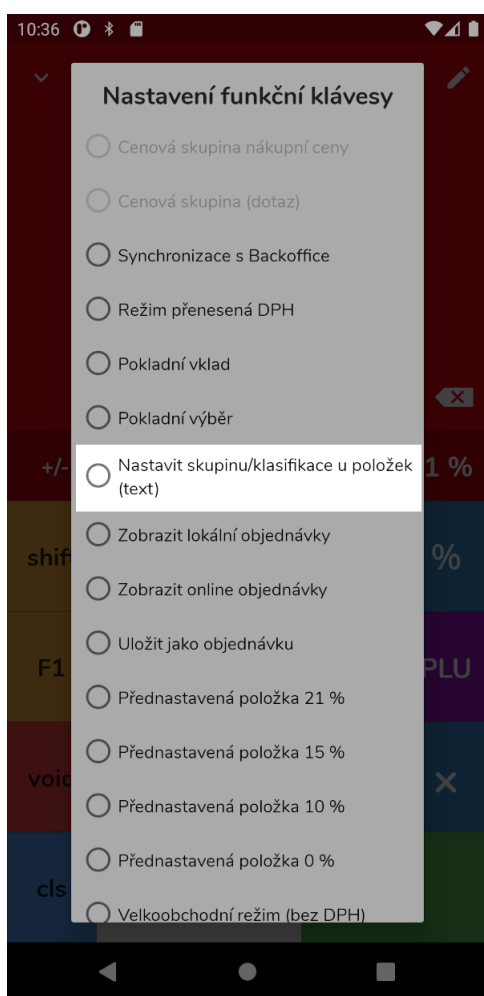 10:36
Nastavení funkční klávesy
Cenová skupina nákupní ceny
Cenová skupina (dotaz)
Synchronizace s Backoffice
Režim přenesená DPH
Pokladní vklad
Pokladní výběr
+/-
Nastavit skupinu/klasifikace u položek
(text)
1 %
Zobrazit lokální objednávky
shift
%
Zobrazit online objednávky
Uložit jako objednávku
F1
PLU
Přednastavená položka 21 %
Přednastavená položka 15 %
void
×
Přednastavená položka 10 %
Přednastavená položka 0 %
cls
Velkoobchodní režim (bez DPH)